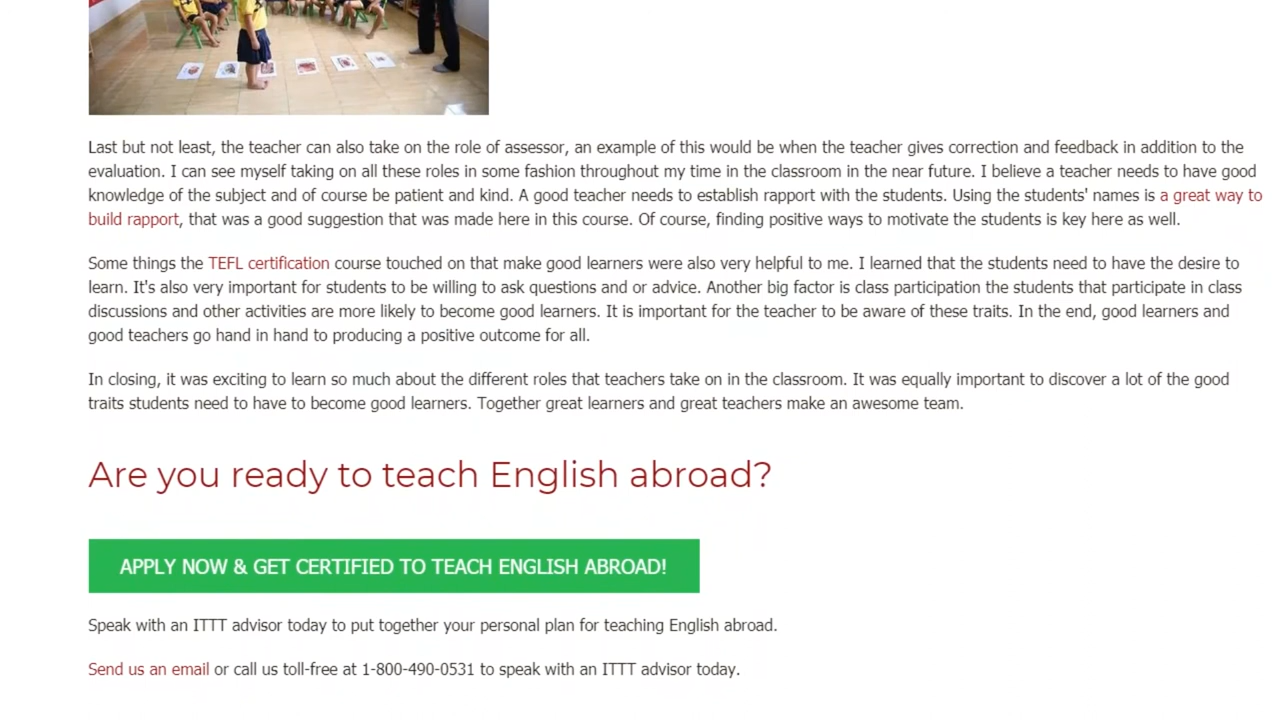 Last but not least, the teacher can also take on the role of assessor, an example of this would be when the teacher gives correction and feedback in addition to the
evaluation. I can see myself taking on all these roles in some fashion throughout my time in the classroom in the near future. I believe a teacher needs to have good
knowledge of the subject and of course be patient and kind. A good teacher needs to establish rapport with the students. Using the students' names is a great way to
build rapport, that was a good suggestion that was made here in this course. Of course, finding positive ways to motivate the students is key here as well.
Some things the TEFL certification course touched on that make good learners were also very helpful to me. I learned that the students need to have the desire to
learn. It's also very important for students to be willing to ask questions and or advice. Another big factor is class participation the students that participate in class
discussions and other activities are more likely to become good learners. It is important for the teacher to be aware of these traits. In the end, good learners and
good teachers go hand in hand to producing a positive outcome for all.
In closing, it was exciting to learn so much about the different roles that teachers take on in the classroom. It was equally important to discover a lot of the good
traits students need to have to become good learners. Together great learners and great teachers make an awesome team.
Are you ready to teach English abroad?
APPLY NOW & GET CERTIFIED TO TEACH ENGLISH ABROAD!
Speak with an ITTT advisor today to put together your personal plan for teaching English abroad.
Send us an email or call us toll-free at 1-800-490-0531 to speak with an ITTT advisor today.